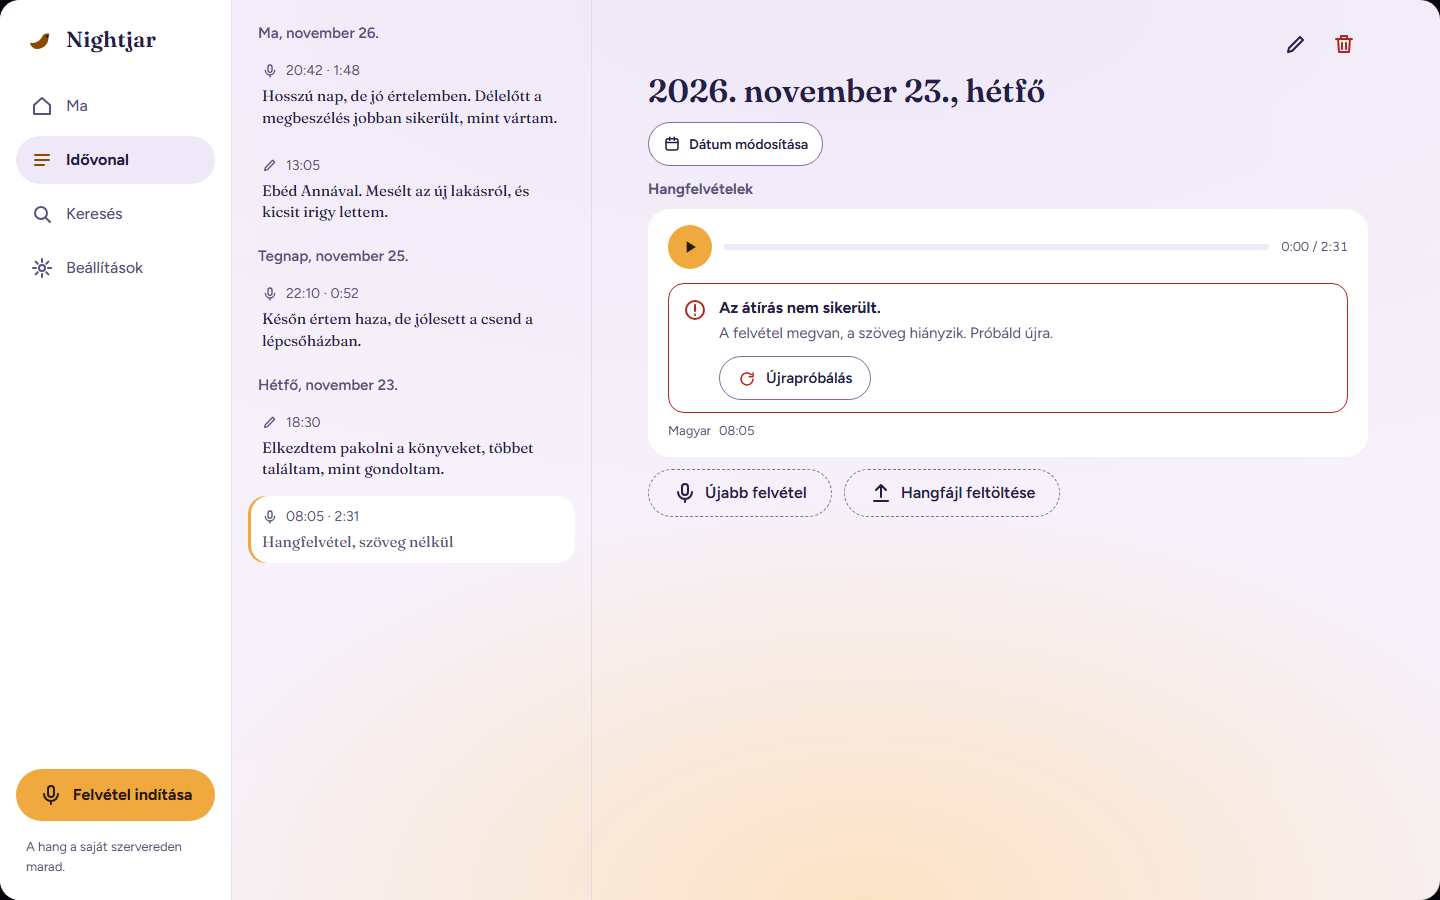 Nightjar
Ma
Idővonal
Keresés
Beállítások
Felvétel indítása
A hang a saját szervereden
marad.
Ma, november 26.
20:42 · 1:48
Hosszú nap, de jó értelemben. Délelőtt a
megbeszélés jobban sikerült, mint vártam.
13:05
Ebéd Annával. Mesélt az új lakásról, és
kicsit irigy lettem.
Tegnap, november 25.
22:10 · 0:52
Későn értem haza, de jólesett a csend a
lépcsőházban.
Hétfő, november 23.
18:30
Elkezdtem pakolni a könyveket, többet
találtam, mint gondoltam.
08:05 · 2:31
Hangfelvétel, szöveg nélkül
2026. november 23., hétfő
Dátum módosítása
Hangfelvételek
0:00 / 2:31
Az átírás nem sikerült.
A felvétel megvan, a szöveg hiányzik. Próbáld újra.
Újrapróbálás
Magyar 08:05
Újabb felvétel
Hangfájl feltöltése